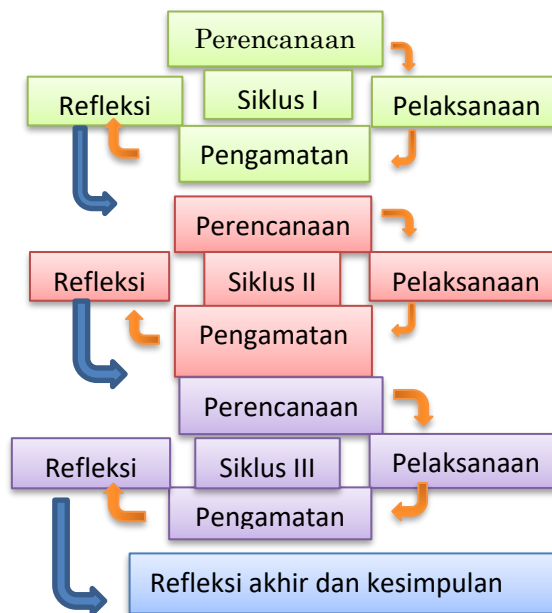 Perencanaan
Refleksi
Siklus I
Pelaksanaan
Pengamatan
Perencanaan
Refleksi
Siklus II
Pelaksanaan
Pengamatan
Perencanaan
Refleksi
Siklus III
Pelaksanaan
Pengamatan
Refleksi akhir dan kesimpulan